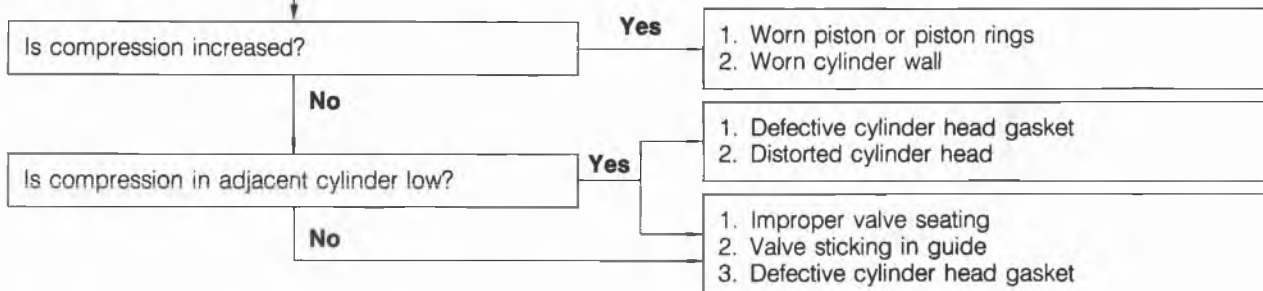 Is compression increased?
Yes
1. Worn piston or piston rings
2. Worn cylinder wall
No
Is compression in adjacent cylinder low?
Yes
1. Defective cylinder head gasket
2. Distorted cylinder head
No
1. Improper valve seating
2. Valve sticking in guide
3. Defective cylinder head gasket